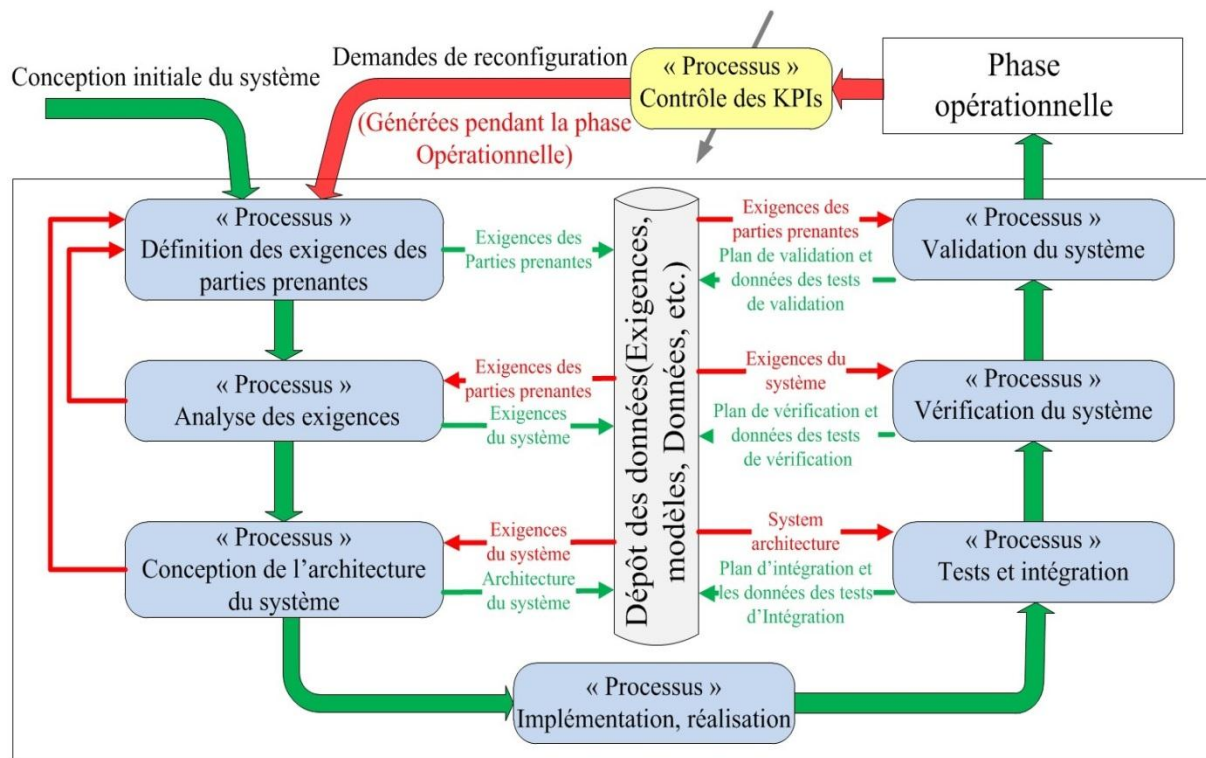 Conception initiale du système
Demandes de reconfiguration
(Générées pendant la phase
Opérationnelle)
« Processus »
Contrôle des KPIs
Phase
opérationnelle
« Processus »
Définition des exigences des
parties prenantes
Exigences des
Parties prenantes
Dépôt des données(Exigences,
modèles, Données, etc.)
Exigences des
parties prenantes
Plan de validation et
données des tests
de validation
« Processus »
Validation du système
« Processus »
Analyse des exigences
Exigences des
parties prenantes
Exigences
du système
Exigences du
système
Plan de vérification et
données des tests
de vérification
« Processus »
Vérification du système
« Processus »
Conception de l’architecture
du système
Exigences
du système
Architecture
du système
System
architecture
Plan d’intégration et
les données des tests
d’Intégration
« Processus »
Tests et intégration
« Processus »
Implémentation, réalisation